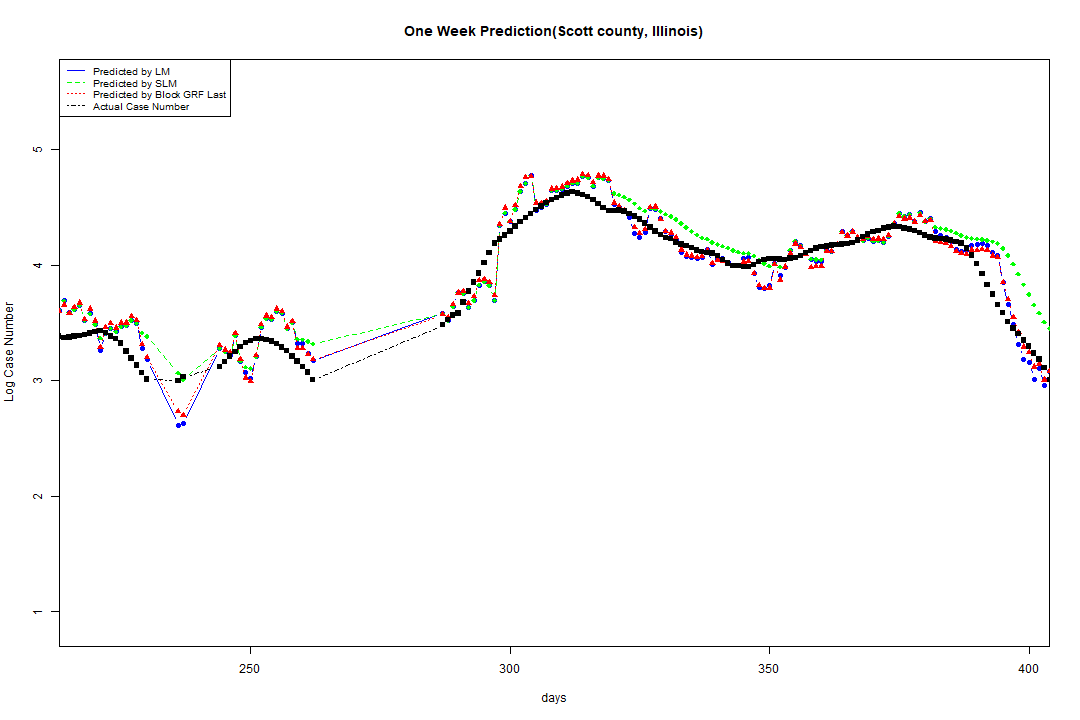 One Week Prediction(Scott county, Illinois)
Predicted by LM
Predicted by SLM
Predicted by Block GRF Last
Actual Case Number
5
4
3
2
1
Log Case Number
250 300 350 400
days